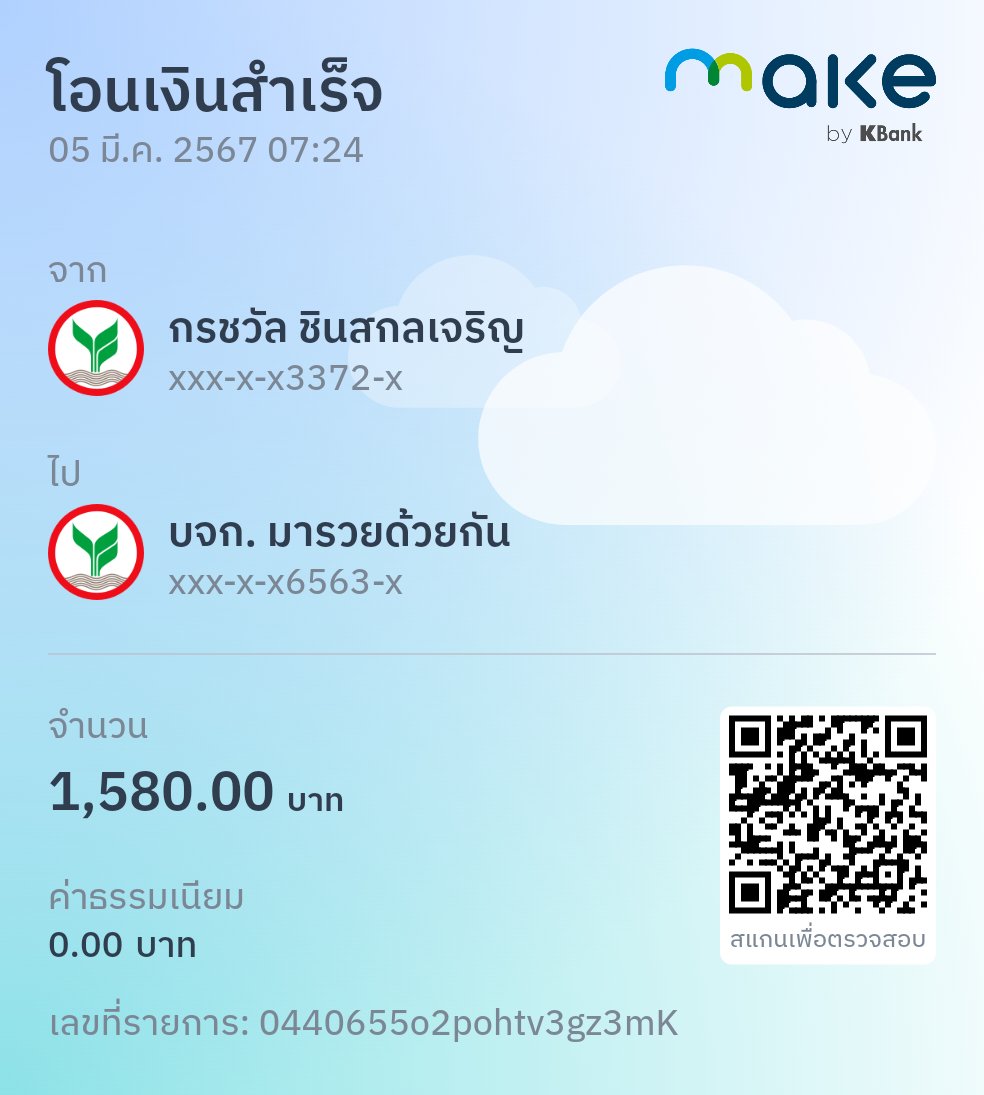 โอนเงินสำเร็จ
make
05 มี.ค. 2567 07:24
by KBank
จาก
กรชวัล ชินสกลเจริญ
xxx-x-x3372-x
ไป
บจก. มารวยด้วยกัน
xxx-x-x6563-x
จำนวน
1,580.00 บาท
ค่าธรรมเนียม
0.00 บาท
สแกนเพื่อตรวจสอบ
เลขที่รายการ: 0440655o2pohtv3gz3mK